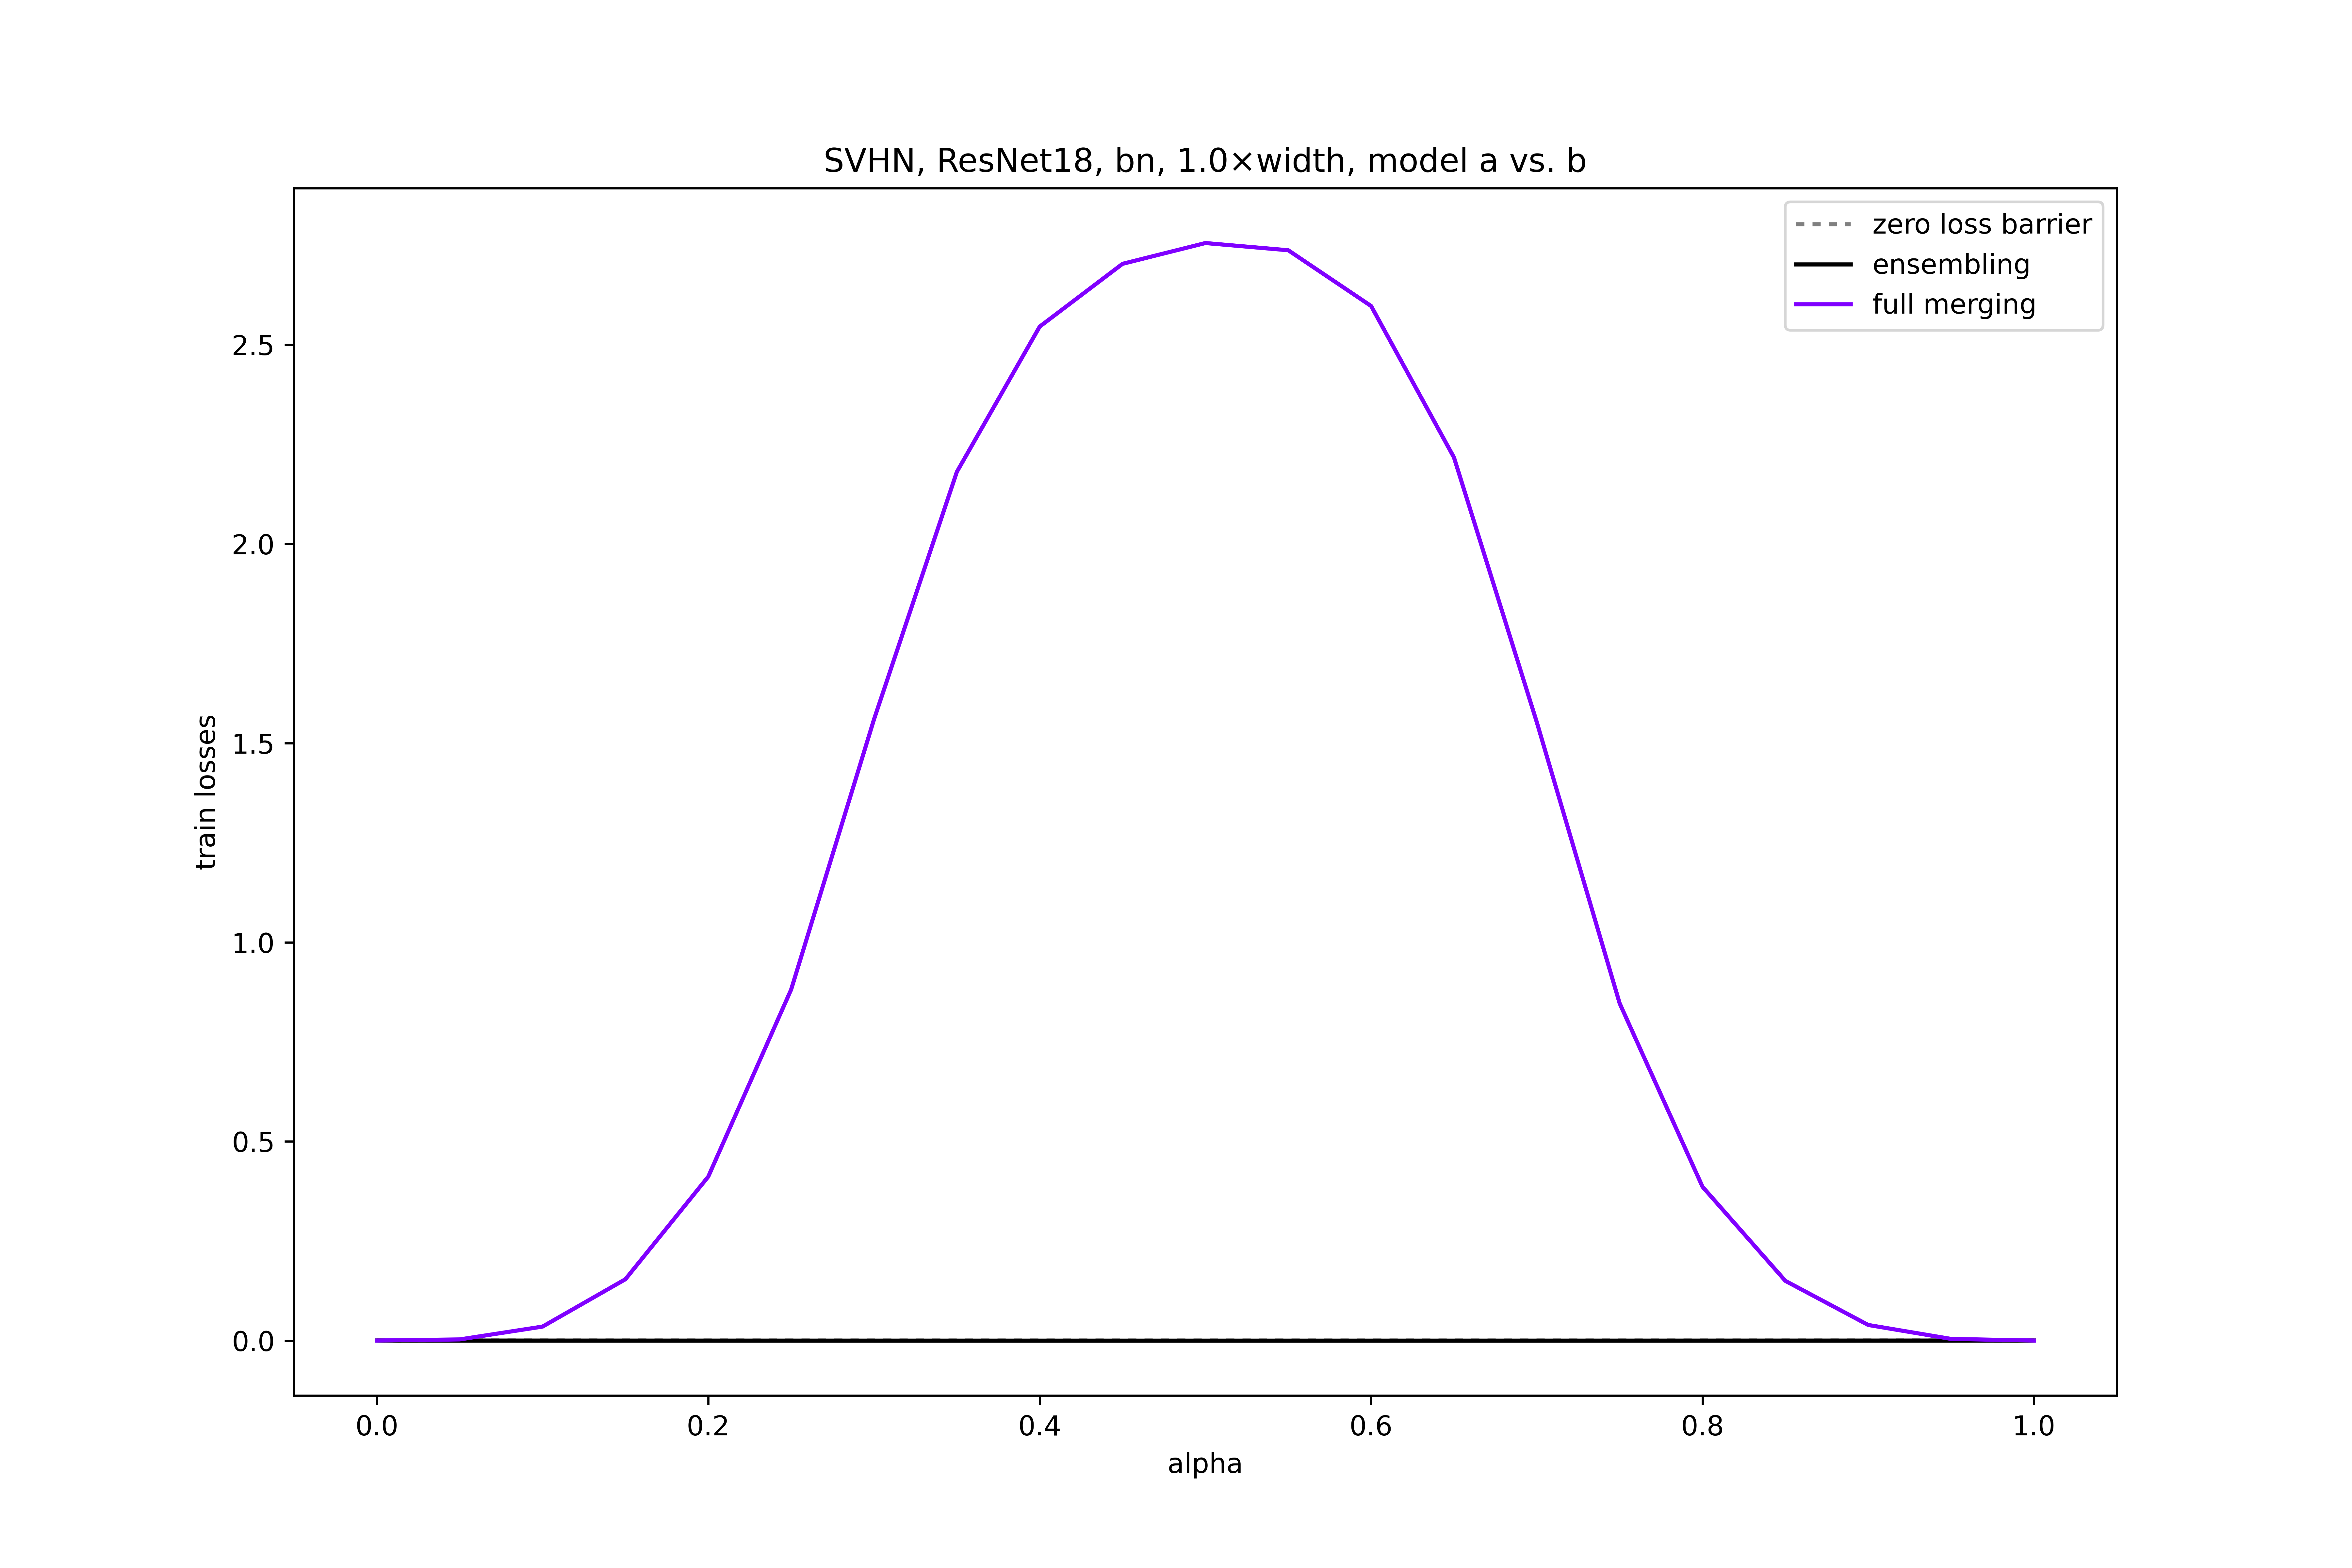 SVHN, ResNet18, bn, 1.0×width, model a vs. b
zero loss barrier
ensembling
full merging
train losses
2.5
2.0
1.5
1.0
0.5
0.0
0.0 0.2 0.4 0.6 0.8 1.0
alpha